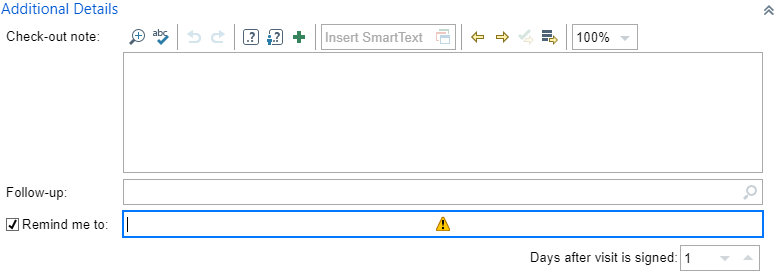 Additional Details
Check-out note: abc .? .? Insert SmartText 100%
Follow-up:
Remind me to:
Days after visit is signed: 1